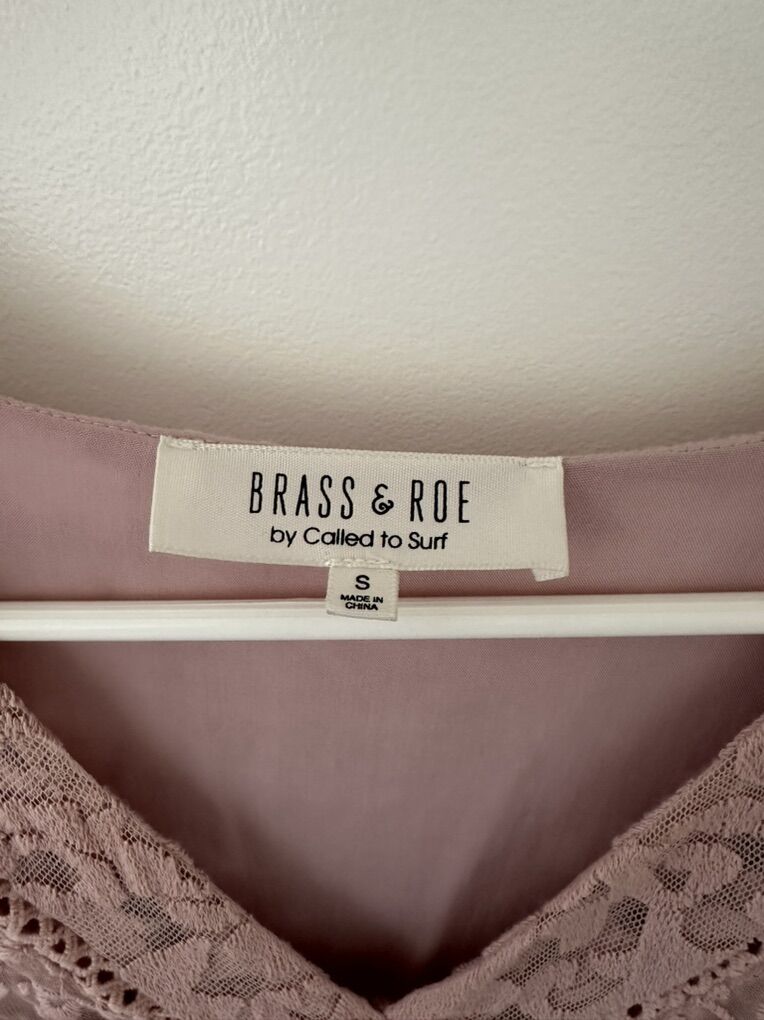 BRASS & ROE
by Called to Surf
S
MADE IN
CHINA